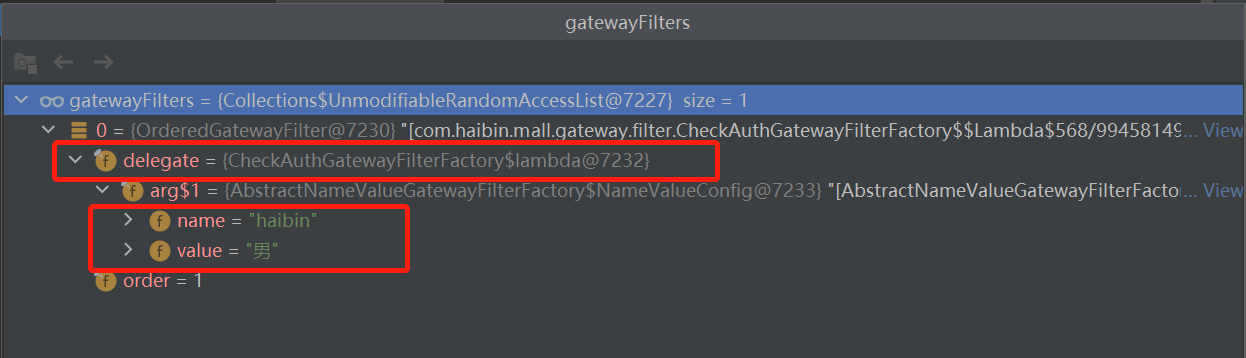 gatewayFilters
gatewayFilters = {Collections$UnmodifiableRandomAccessList@7227} size = 1
0 = {OrderedGatewayFilter@7230} "[com.haibin.mall.gateway.filter.CheckAuthGatewayFilterFactory$$Lambda$568/99458149... View
delegate = {CheckAuthGatewayFilterFactory$lambda@7232}
arg$1 = {AbstractNameValueGatewayFilterFactory$NameValueConfig@7233} "[AbstractNameValueGatewayFilterFacto... View
name = "haibin"
value = "男"
order = 1